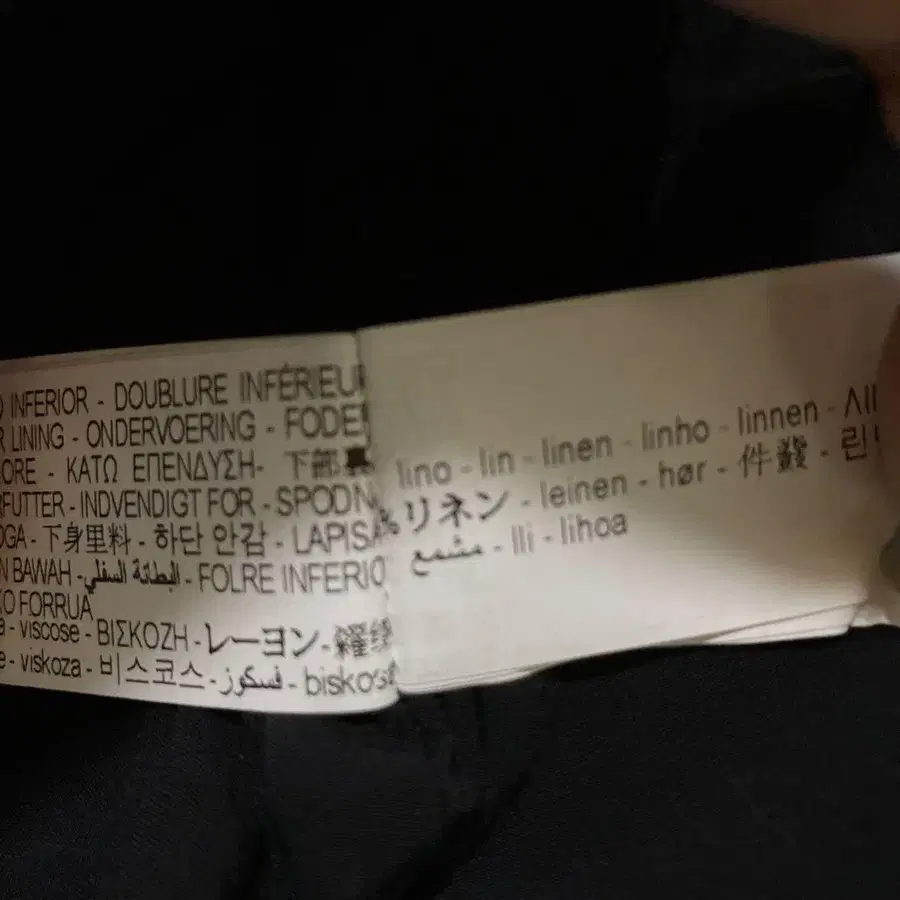 INFERIOR - DOUBLURE INFÉRIEU
LINING - ONDERVOERING - FODE
ORE - ΚΑΤΩ ΕΠΕΝΔΥΣΗ- 下部裏
FUTTER - INDVENDIGT FOR - SPODN
OGA - 下身里料 - 하단 안감 - LAPISA
BAWAH - البطانة السفلي - FOLRE INFERIO
KO FORRUA
e - viscose - ΒΙΣΚΟΖΗ - レーヨン -
e - viskoza - 비스코스 - فسكوز - biskos
lino - lin - linen - linho - linnen - ΛΙ
% リネン - leinen - hør - - 린
مشمع - lli - lihoa